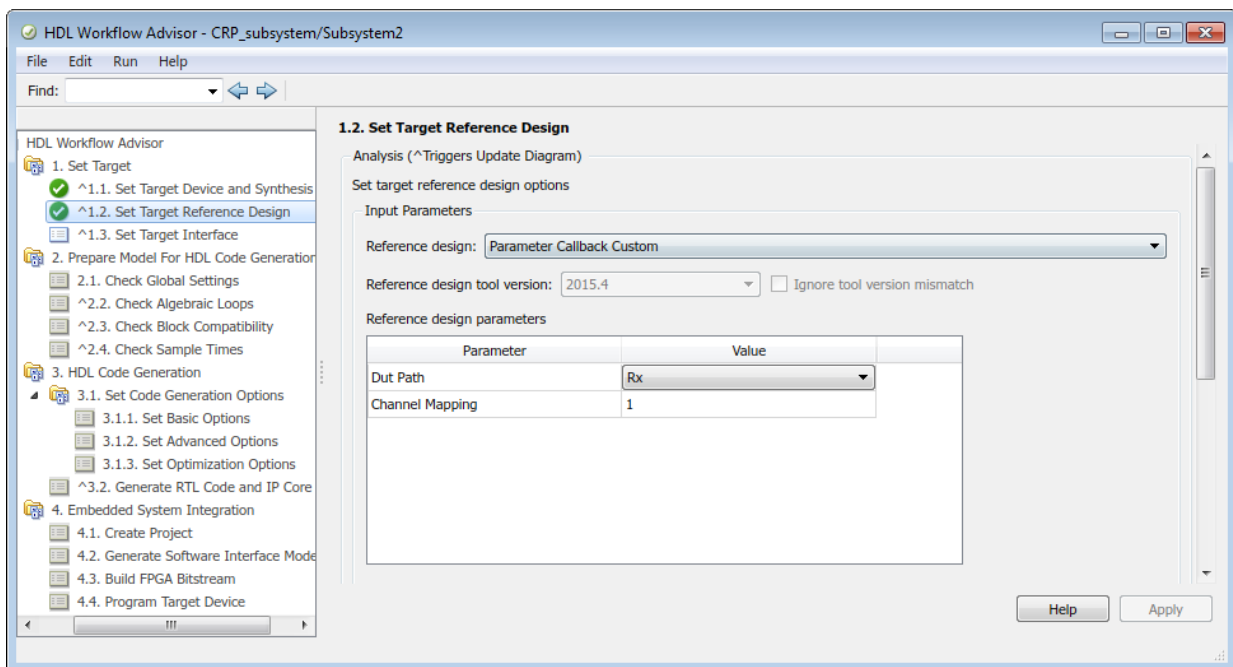 HDL Workflow Advisor - CRP_subsystem/Subsystem2
File Edit Run Help
Find:
HDL Workflow Advisor
1. Set Target
^1.1. Set Target Device and Synthesis
^1.2. Set Target Reference Design
^1.3. Set Target Interface
2. Prepare Model For HDL Code Generation
2.1. Check Global Settings
^2.2. Check Algebraic Loops
^2.3. Check Block Compatibility
^2.4. Check Sample Times
3. HDL Code Generation
3.1. Set Code Generation Options
3.1.1. Set Basic Options
3.1.2. Set Advanced Options
3.1.3. Set Optimization Options
^3.2. Generate RTL Code and IP Core
4. Embedded System Integration
4.1. Create Project
4.2. Generate Software Interface Mode
4.3. Build FPGA Bitstream
4.4. Program Target Device
1.2. Set Target Reference Design
Analysis (^Triggers Update Diagram)
Set target reference design options
Input Parameters
Reference design: Parameter Callback Custom
Reference design tool version: 2015.4 Ignore tool version mismatch
Reference design parameters
Parameter Value
Dut Path Rx
Channel Mapping 1
Help Apply